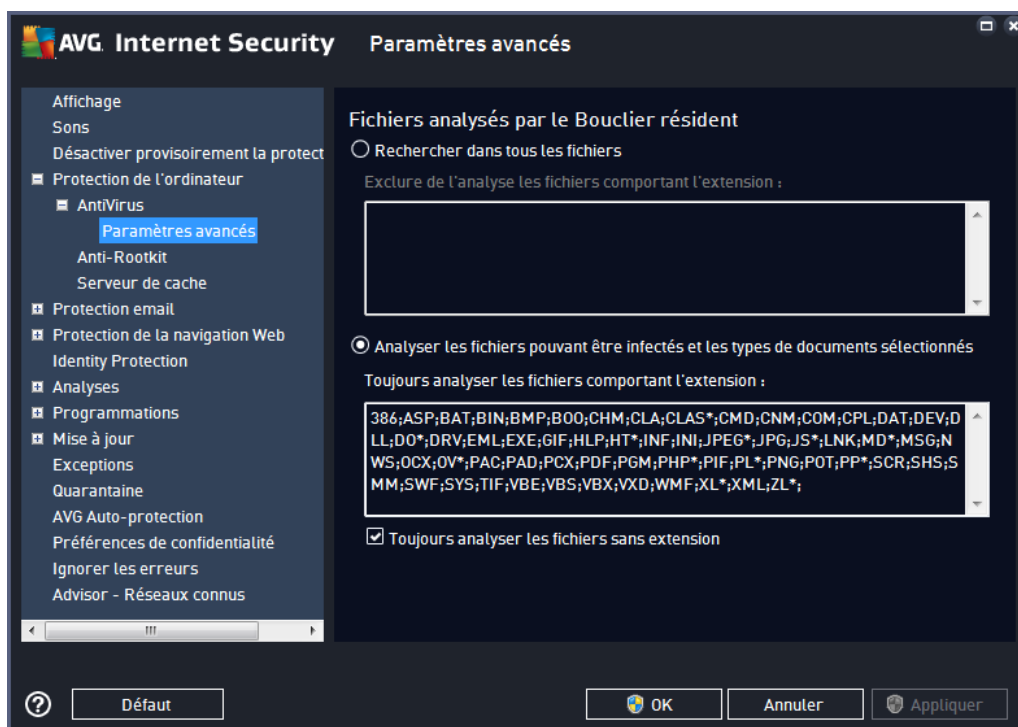 AVG. Internet Security
Paramètres avancés
Affichage
Sons
Désactiver provisoirement la protect
Protection de l'ordinateur
AntiVirus
Paramètres avancés
Anti-Rootkit
Serveur de cache
Protection email
Protection de la navigation Web
Identity Protection
Analyses
Programmations
Mise à jour
Exceptions
Quarantaine
AVG Auto-protection
Préférences de confidentialité
Ignorer les erreurs
Advisor - Réseaux connus
Fichiers analysés par le Bouclier résident
Rechercher dans tous les fichiers
Exclure de l'analyse les fichiers comportant l'extension :
Analyser les fichiers pouvant être infectés et les types de documents sélectionnés
Toujours analyser les fichiers comportant l'extension :
386;ASP;BAT;BIN;BMP;BOO;CHM;CLA;CLAS*;CMD;CNM;COM;CPL;DAT;DEV;D
LL;DO*;DRV;EML;EXE;GIF;HLP;HT*;INF;INI;JPEG*;JPG;JS*;LNK;MD*;MSG;N
WS;OCX;OV*;PAC;PAD;PCX;PDF;PGM;PHP*;PIF;PL*;PNG;POT;PP*;SCR;SHS;S
MM;SWF;SYS;TIF;VBE;VBS;VBX;VXD;WMF;XL*;XML;ZL*;
Toujours analyser les fichiers sans extension
Défaut
OK
Annuler
Appliquer